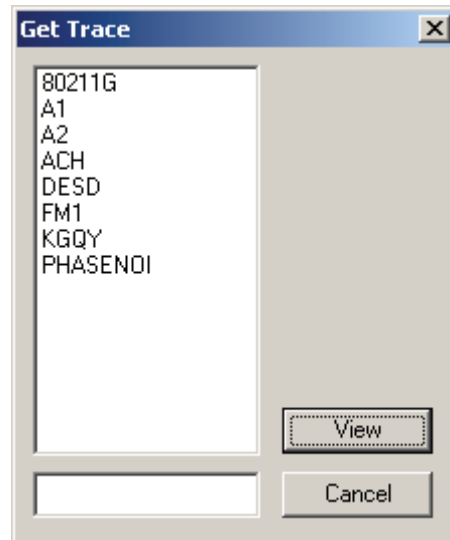 Get Trace
80211G
A1
A2
ACH
DESD
FM1
KGQY
PHASENOI
View
Cancel